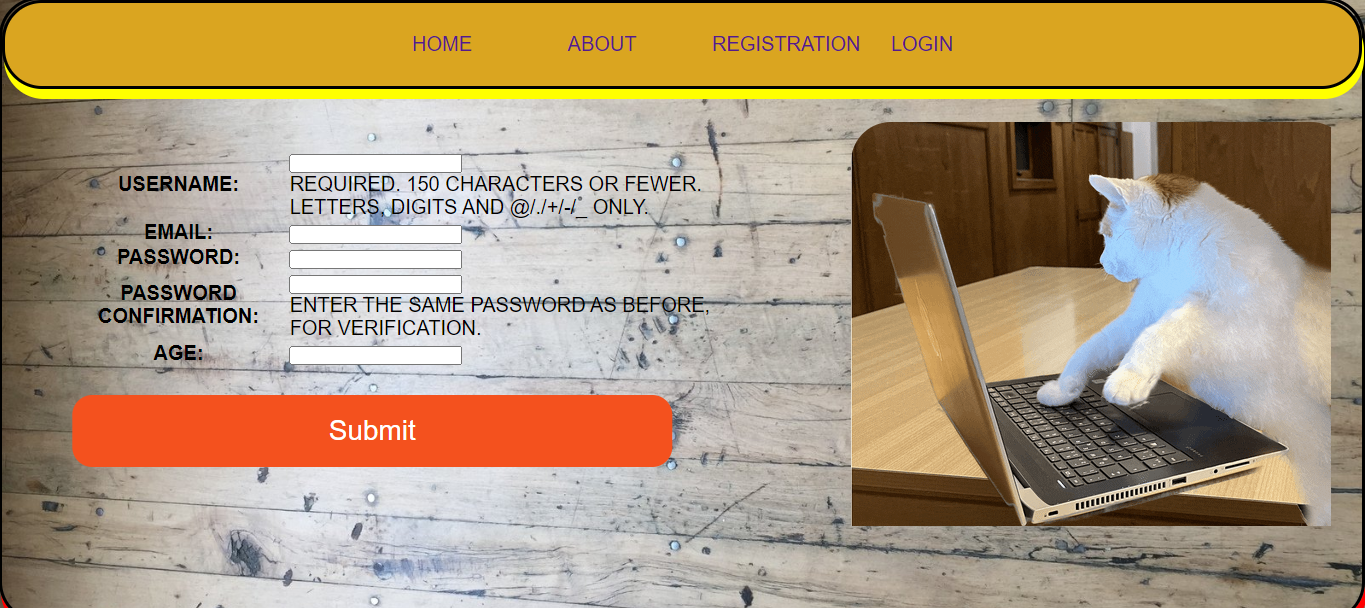 HOME ABOUT REGISTRATION LOGIN
USERNAME:
REQUIRED. 150 CHARACTERS OR FEWER.
LETTERS, DIGITS AND @/./+/-/_ ONLY.
EMAIL:
PASSWORD:
PASSWORD
CONFIRMATION:
ENTER THE SAME PASSWORD AS BEFORE,
FOR VERIFICATION.
AGE:
Submit